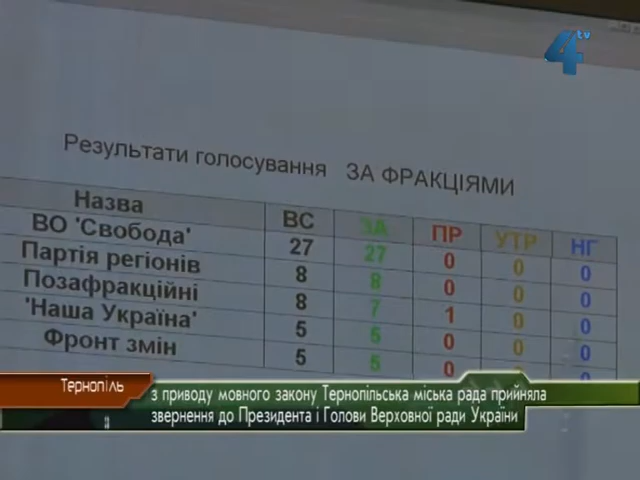 4 tv
Результати голосування ЗА ФРАКЦІЯМИ
Назва ВС ЗА ПР УТР НГ
ВО 'Свобода' 27 27 0 0 0
Партія регіонів 8 8 0 0 0
Позафракційні 8 7 1 0 0
'Наша Україна' 5 5 0 0 0
Фронт змін 5 5 0
Тернопіль
з приводу мовного закону Тернопільська міська рада прийняла
звернення до Президента і Голови Верховної ради України